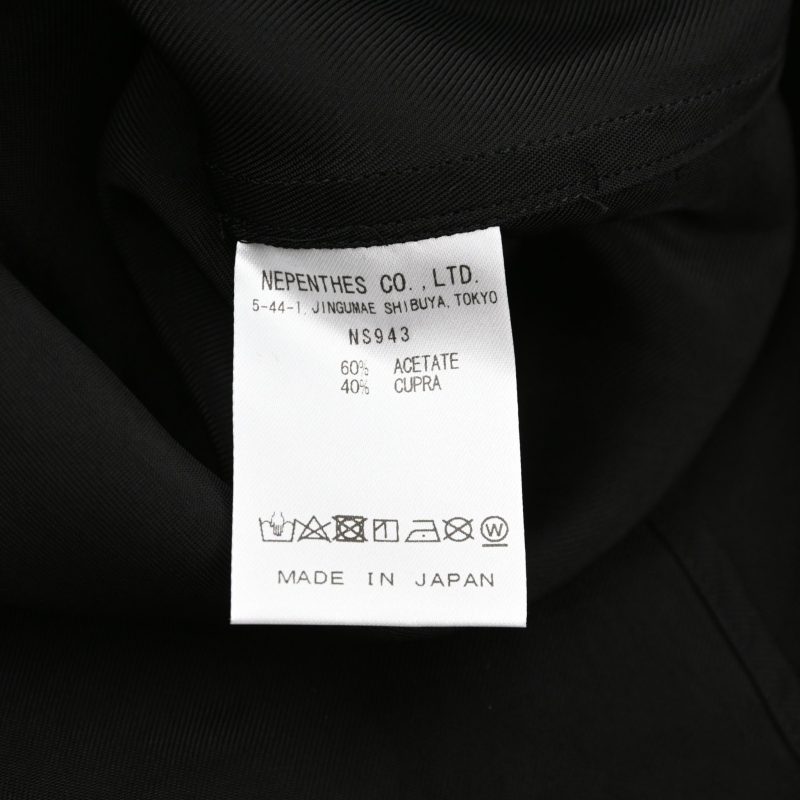 NEPENTHES CO.,LTD.
5-44-1, JINGUMAE SHIBUYA, TOKYO
NS943
60% ACETATE
40% CUPRA
W
MADE IN JAPAN